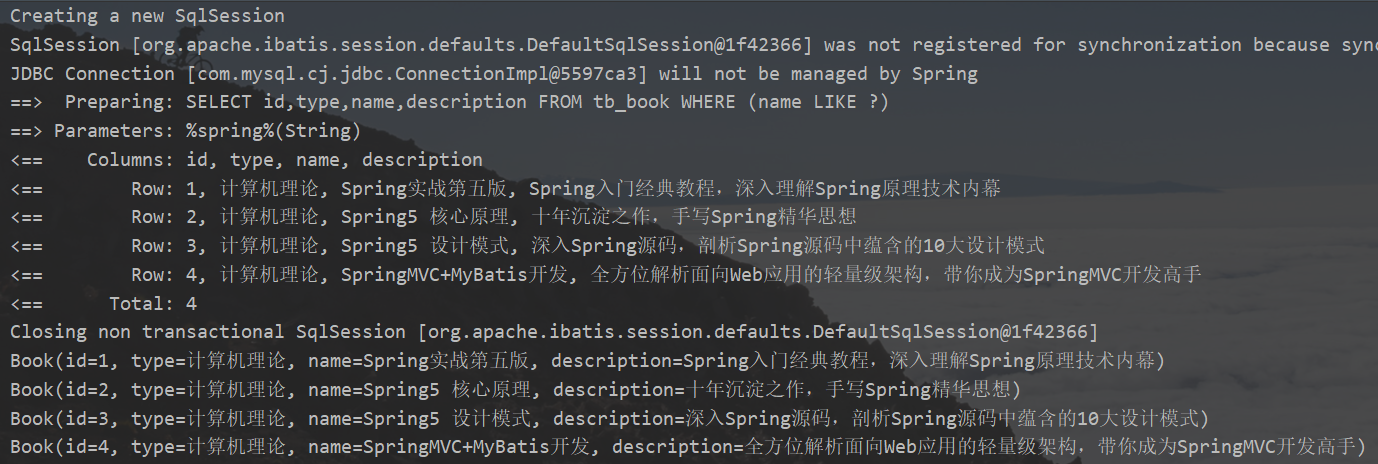 Creating a new SqlSession
SqlSession [org.apache.ibatis.session.defaults.DefaultSqlSession@1f42366] was not registered for synchronization because sync
JDBC Connection [com.mysql.cj.jdbc.ConnectionImpl@5597ca3] will not be managed by Spring
==>  Preparing: SELECT id,type,name,description FROM tb_book WHERE (name LIKE ?)
==> Parameters: %spring%(String)
<==    Columns: id, type, name, description
<==        Row: 1, 计算机理论, Spring实战第五版, Spring入门经典教程，深入理解Spring原理技术内幕
<==        Row: 2, 计算机理论, Spring5 核心原理, 十年沉淀之作，手写Spring精华思想
<==        Row: 3, 计算机理论, Spring5 设计模式, 深入Spring源码，剖析Spring源码中蕴含的10大设计模式
<==        Row: 4, 计算机理论, SpringMVC+MyBatis开发, 全方位解析面向Web应用的轻量级架构，带你成为SpringMVC开发高手
<==      Total: 4
Closing non transactional SqlSession [org.apache.ibatis.session.defaults.DefaultSqlSession@1f42366]
Book(id=1, type=计算机理论, name=Spring实战第五版, description=Spring入门经典教程，深入理解Spring原理技术内幕)
Book(id=2, type=计算机理论, name=Spring5 核心原理, description=十年沉淀之作，手写Spring精华思想)
Book(id=3, type=计算机理论, name=Spring5 设计模式, description=深入Spring源码，剖析Spring源码中蕴含的10大设计模式)
Book(id=4, type=计算机理论, name=SpringMVC+MyBatis开发, description=全方位解析面向Web应用的轻量级架构，带你成为SpringMVC开发高手)